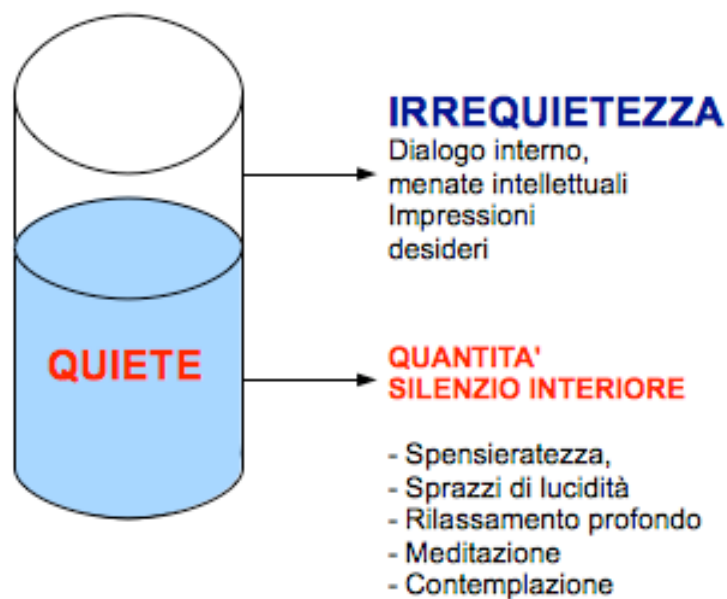 IRREQUIETEZZA
Dialogo interno,
menate intellettuali
Impressioni
desideri
QUIETE
QUANTITA'
SILENZIO INTERIORE
- Spensieratezza,
- Sprazzi di lucidità
- Rilassamento profondo
- Meditazione
- Contemplazione